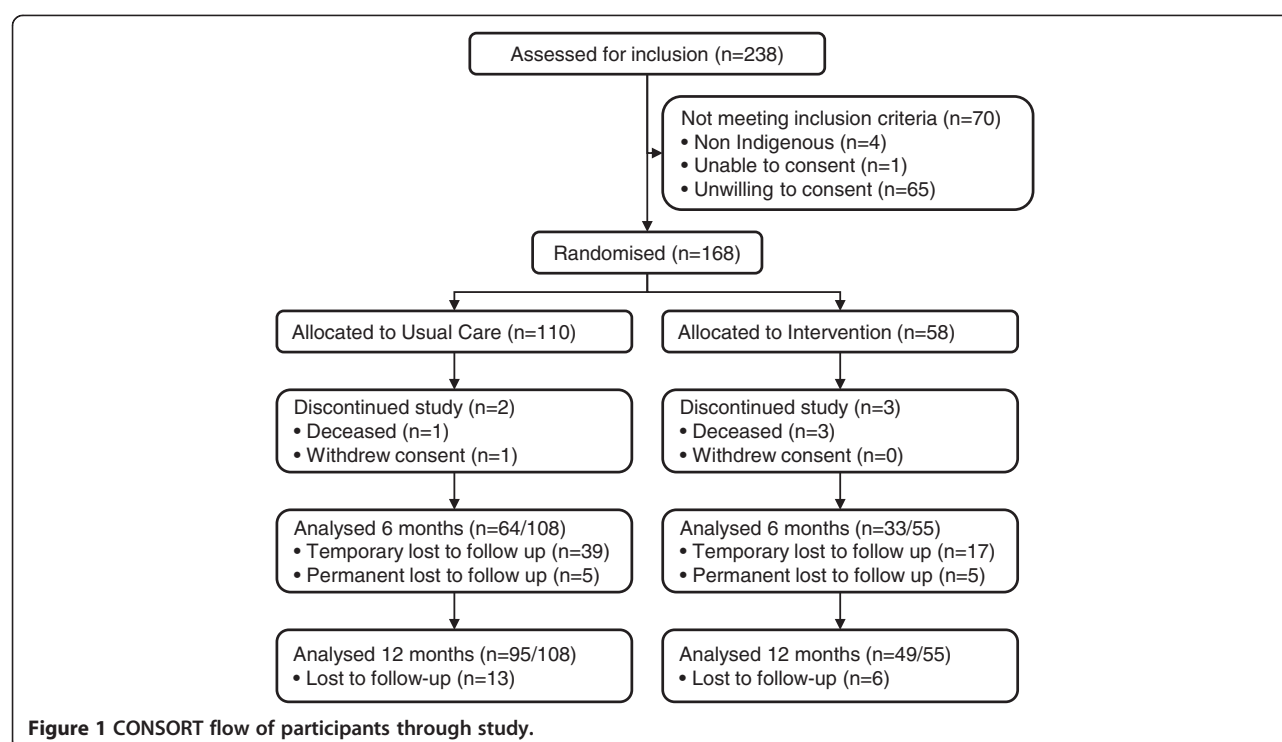 Assessed for inclusion (n=238)
Not meeting inclusion criteria (n=70)
• Non Indigenous (n=4)
• Unable to consent (n=1)
• Unwilling to consent (n=65)
Randomised (n=168)
Allocated to Usual Care (n=110)
Allocated to Intervention (n=58)
Discontinued study (n=2)
• Deceased (n=1)
• Withdrew consent (n=1)
Discontinued study (n=3)
• Deceased (n=3)
• Withdrew consent (n=0)
Analysed 6 months (n=64/108)
• Temporary lost to follow up (n=39)
• Permanent lost to follow up (n=5)
Analysed 6 months (n=33/55)
• Temporary lost to follow up (n=17)
• Permanent lost to follow up (n=5)
Analysed 12 months (n=95/108)
• Lost to follow-up (n=13)
Analysed 12 months (n=49/55)
• Lost to follow-up (n=6)
Figure 1 CONSORT flow of participants through study.